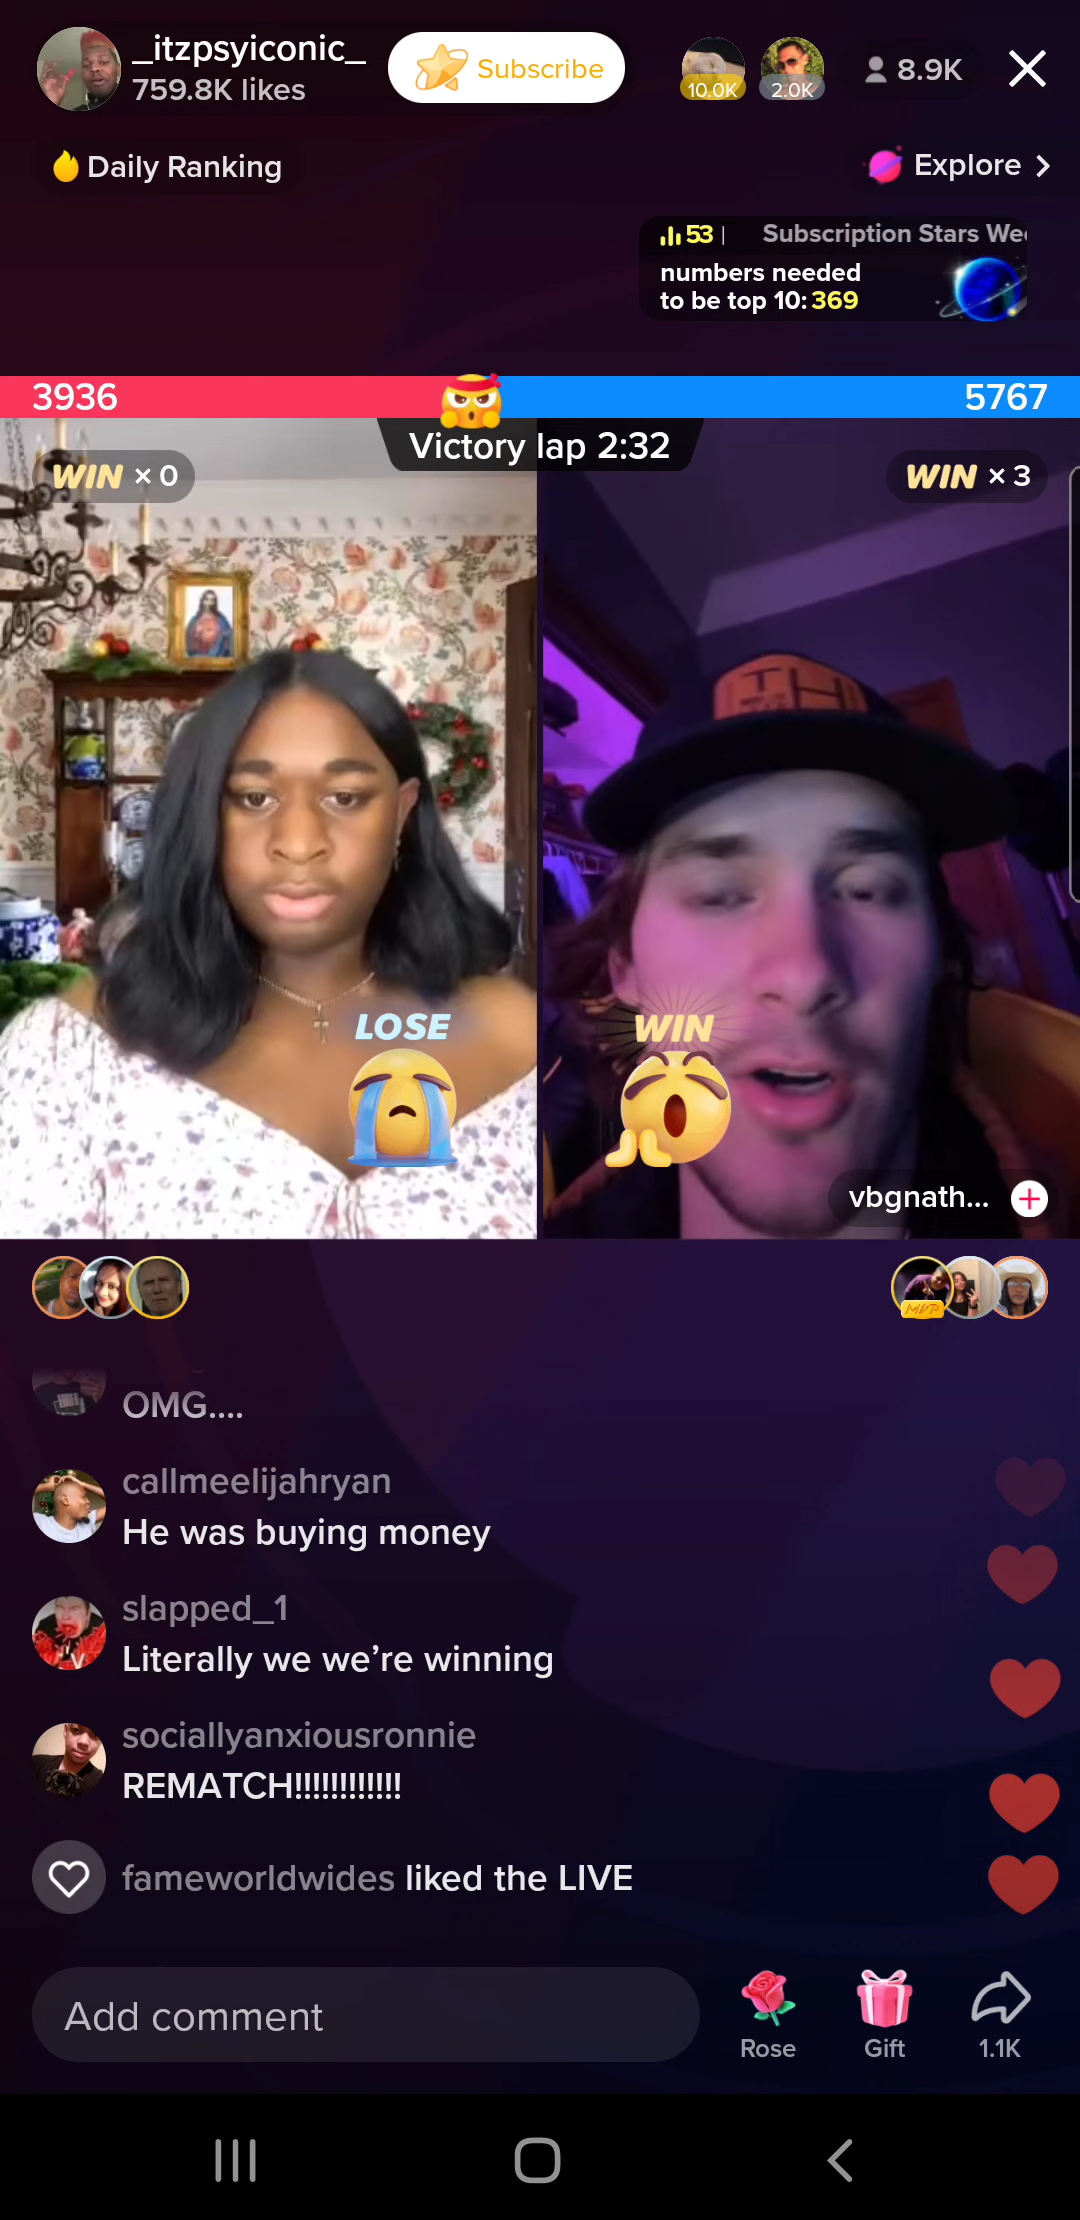 _itzpsyiconic_
759.8K likes
Subscribe
10.0K
2.0K
8.9K
Daily Ranking
Explore
53 | Subscription Stars
numbers needed
to be top 10: 369
3936
5767
Victory lap 2:32
WIN × 0
WIN × 3
LOSE
WIN
vbgnath...
MVP
OMG....
callmeelijahryan
He was buying money
slapped_1
Literally we we're winning
sociallyanxiousronnie
REMATCH!!!!!!!!!!!!
fameworldwides liked the LIVE
Add comment
Rose
Gift
1.1K